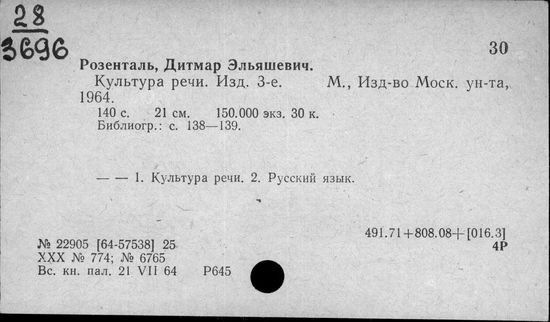 28
3696
30
Розенталь, Дитмар Эльяшевич.
Культура речи. Изд. 3-е. М., Изд-во Моск. ун-та,
1964.
140 с. 21 см. 150.000 экз. 30 к.
Библиогр.: с. 138—139.
— — 1. Культура речи. 2. Русский язык.
491.71+808.08+[016.3]
4Р
№ 22905 [64-57538] 25
XXX № 774; № 6765
Вс. кн. пал. 21 VII 64 Р645